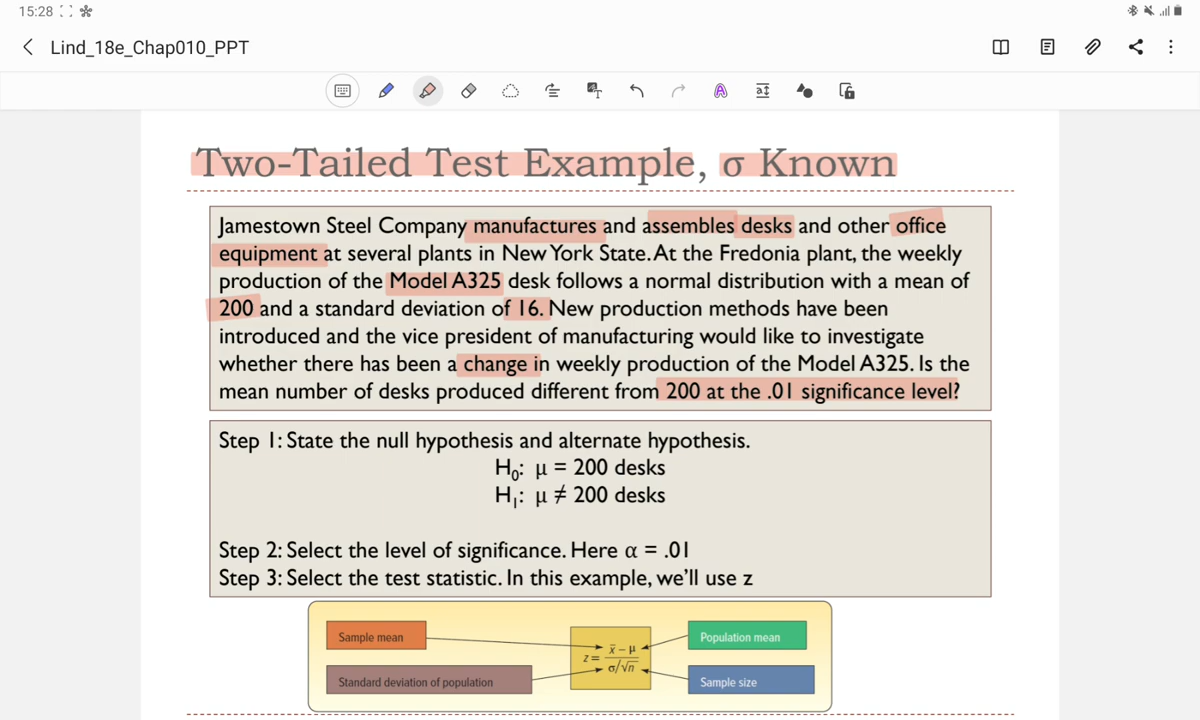 15:28
Lind_18e_Chap010_PPT
Two-Tailed Test Example, σ Known
Jamestown Steel Company manufactures and assembles desks and other office
equipment at several plants in New York State. At the Fredonia plant, the weekly
production of the Model A325 desk follows a normal distribution with a mean of
200 and a standard deviation of 16. New production methods have been
introduced and the vice president of manufacturing would like to investigate
whether there has been a change in weekly production of the Model A325. Is the
mean number of desks produced different from 200 at the .01 significance level?
Step 1: State the null hypothesis and alternate hypothesis.
H₀: μ = 200 desks
H₁: μ ≠ 200 desks
Step 2: Select the level of significance. Here α = .01
Step 3: Select the test statistic. In this example, we’ll use z
Sample mean
Population mean
z = x̄ − μ / σ/√n
Standard deviation of population
Sample size